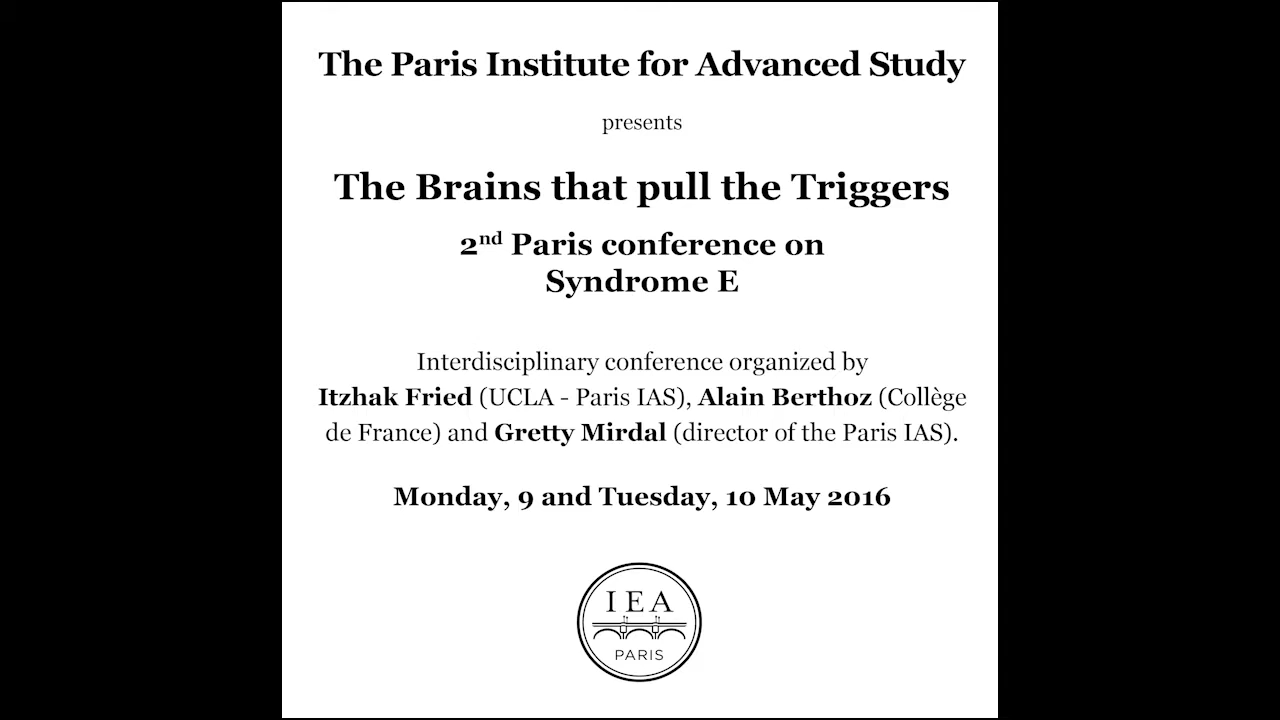 The Paris Institute for Advanced Study
presents
The Brains that pull the Triggers
2nd Paris conference on
Syndrome E
Interdisciplinary conference organized by
Itzhak Fried (UCLA - Paris IAS), Alain Berthoz (Collège
de France) and Gretty Mirdal (director of the Paris IAS).
Monday, 9 and Tuesday, 10 May 2016
IEA
PARIS